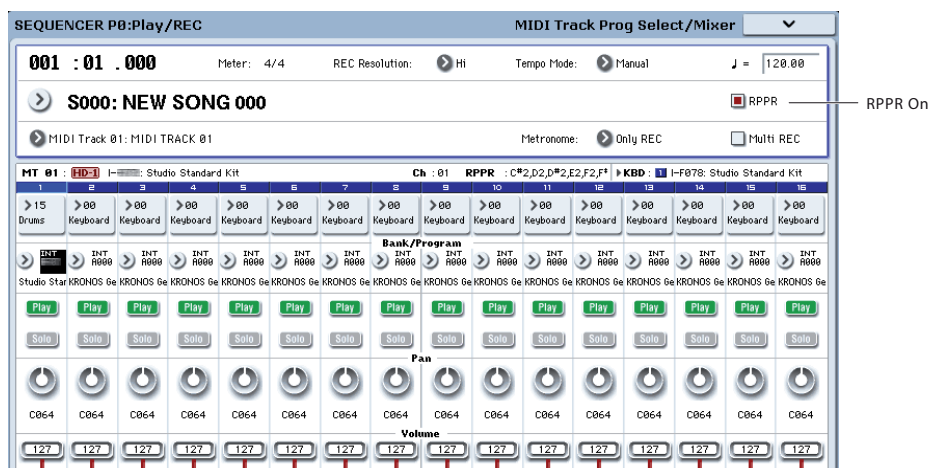 SEQUENCER P0:Play/REC MIDI Track Prog Select/Mixer
001 :01 .000 Meter: 4/4 REC Resolution: Hi Tempo Mode: Manual ♩ = 120.00
S000: NEW SONG 000 RPPR RPPR On
MIDI Track 01: MIDI TRACK 01 Metronome: Only REC Multi REC
MT 01 : HD-1 I- : Studio Standard Kit Ch :01 RPPR :C#2,D2,D#2,E2,F2,F# KBD : 1 I-F078: Studio Standard Kit
1 2 3 4 5 6 7 8 9 10 11 12 13 14 15 16
>15 >00 >00 >00 >00 >00 >00 >00 >00 >00 >00 >00 >00 >00 >00 >00
Drums Keyboard Keyboard Keyboard Keyboard Keyboard Keyboard Keyboard Keyboard Keyboard Keyboard Keyboard Keyboard Keyboard Keyboard Keyboard
Bank/Program
INT INT INT INT INT INT INT INT INT INT INT INT INT INT INT INT
A000 A000 A000 A000 A000 A000 A000 A000 A000 A000 A000 A000 A000 A000 A000
Studio Star KRONOS Ge KRONOS Ge KRONOS Ge KRONOS Ge KRONOS Ge KRONOS Ge KRONOS Ge KRONOS Ge KRONOS Ge KRONOS Ge KRONOS Ge KRONOS Ge KRONOS Ge KRONOS Ge KRONOS Ge
Play Play Play Play Play Play Play Play Play Play Play Play Play Play Play Play
Solo Solo Solo Solo Solo Solo Solo Solo Solo Solo Solo Solo Solo Solo Solo Solo
Pan
C064 C064 C064 C064 C064 C064 C064 C064 C064 C064 C064 C064 C064 C064 C064 C064
Volume
127 127 127 127 127 127 127 127 127 127 127 127 127 127 127 127